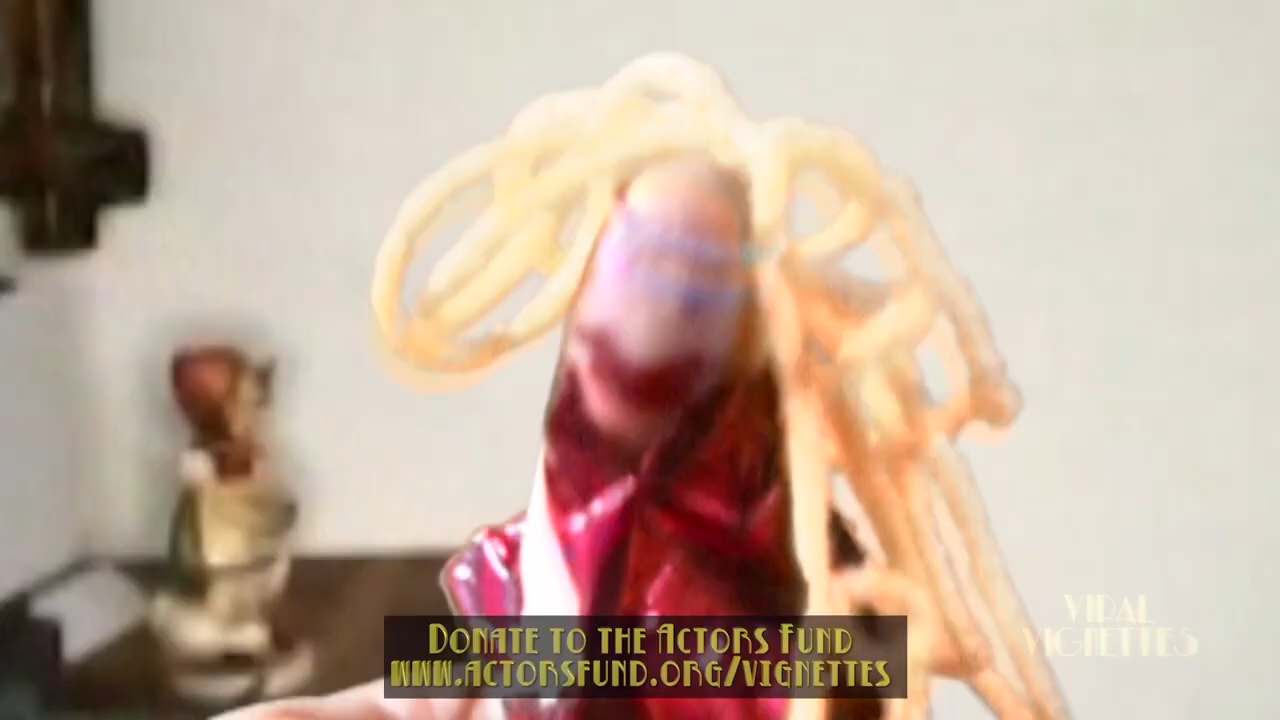 DONATE TO THE ACTORS FUND
WWW.ACTORSFUND.ORG/VIGNETTES
VIRAL
VIGNETTES